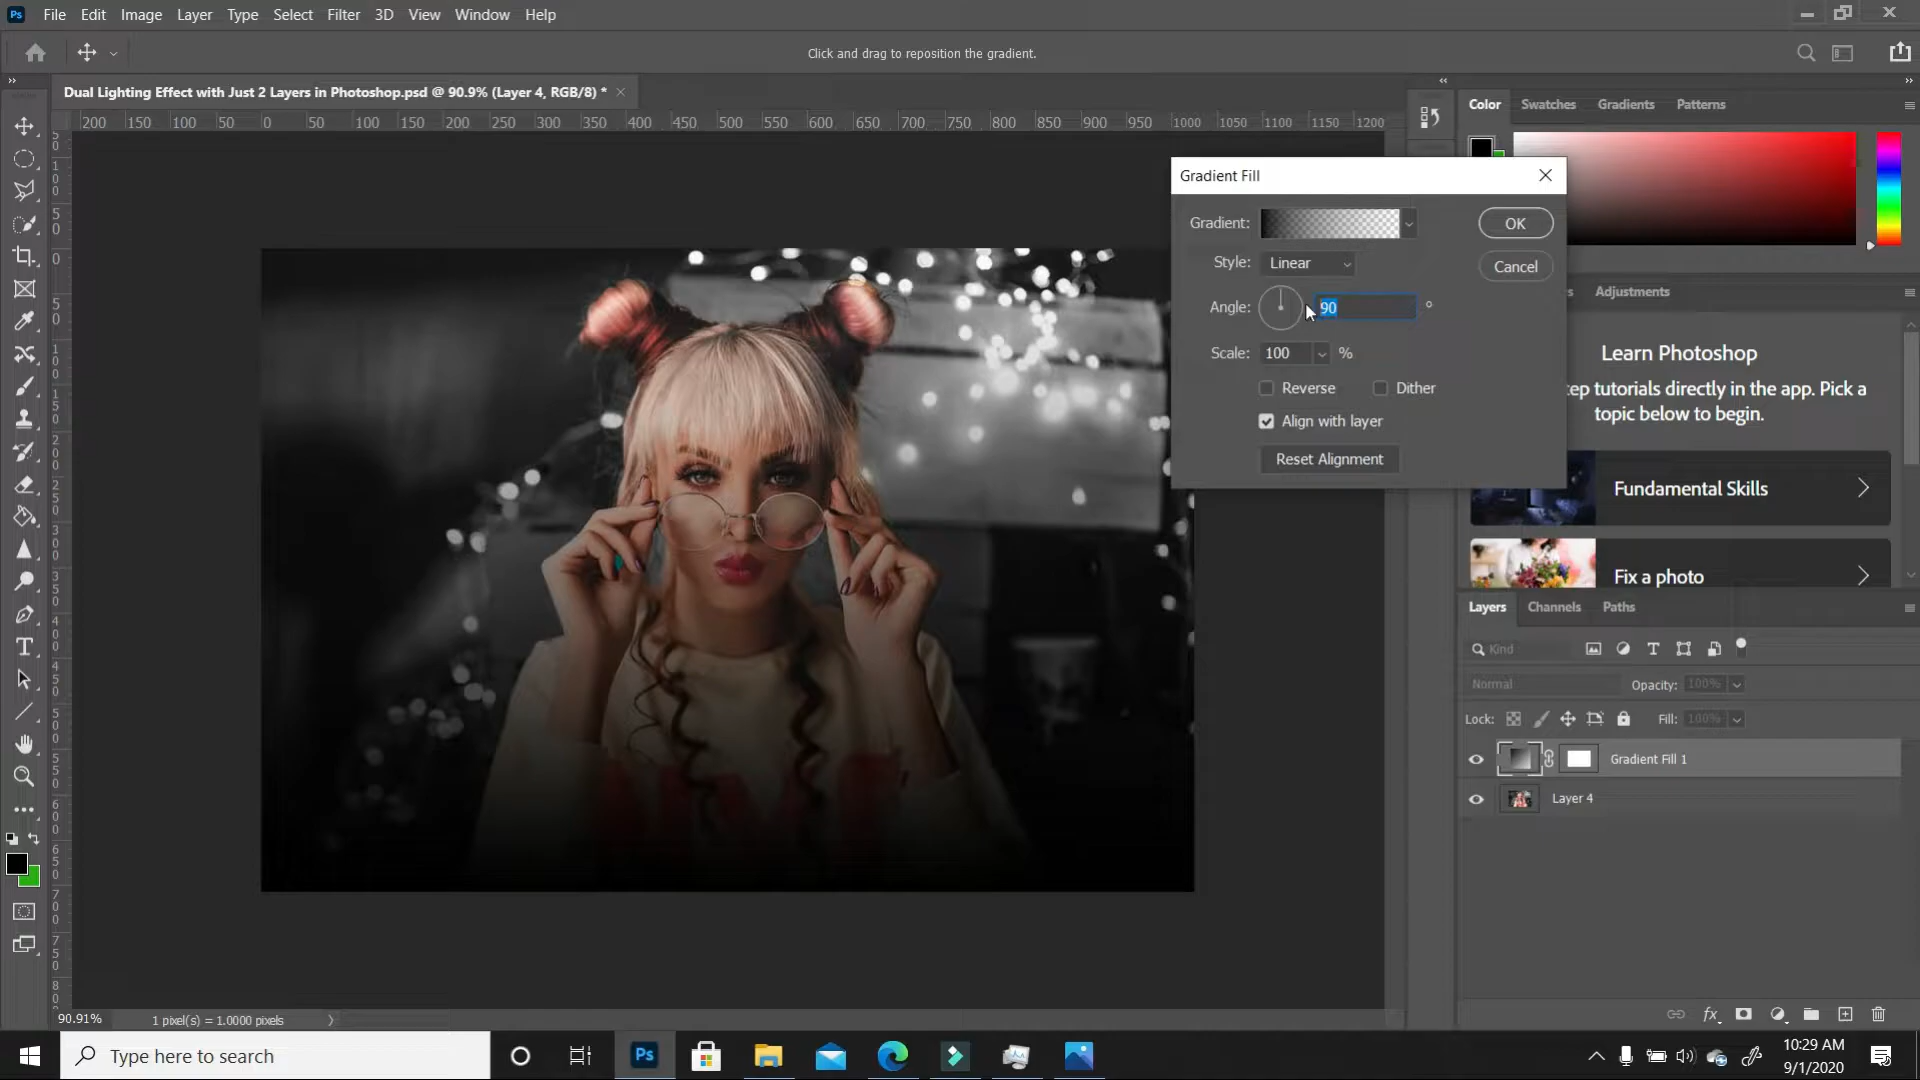 Ps File Edit Image Layer Type Select Filter 3D View Window Help
Click and drag to reposition the gradient.
Dual Lighting Effect with Just 2 Layers in Photoshop.psd @ 90.9% (Layer 4, RGB/8) *
200 150 100 50 0 50 100 150 200 250 300 350 400 450 500 550 600 650 700 750 800 850 900 950 1000 1050 1100 1150 1200
Color Swatches Gradients Patterns
Gradient Fill
Gradient:
OK
Style: Linear
Cancel
Angle: 90 °
Scale: 100 %
Reverse Dither
Align with layer
Reset Alignment
s Adjustments
Learn Photoshop
ep tutorials directly in the app. Pick a
topic below to begin.
Fundamental Skills
Fix a photo
Layers Channels Paths
Kind
Normal Opacity: 100%
Lock: Fill: 100%
Gradient Fill 1
Layer 4
fx
90.91% 1 pixel(s) = 1.0000 pixels
Type here to search
Ps
10:29 AM
9/1/2020